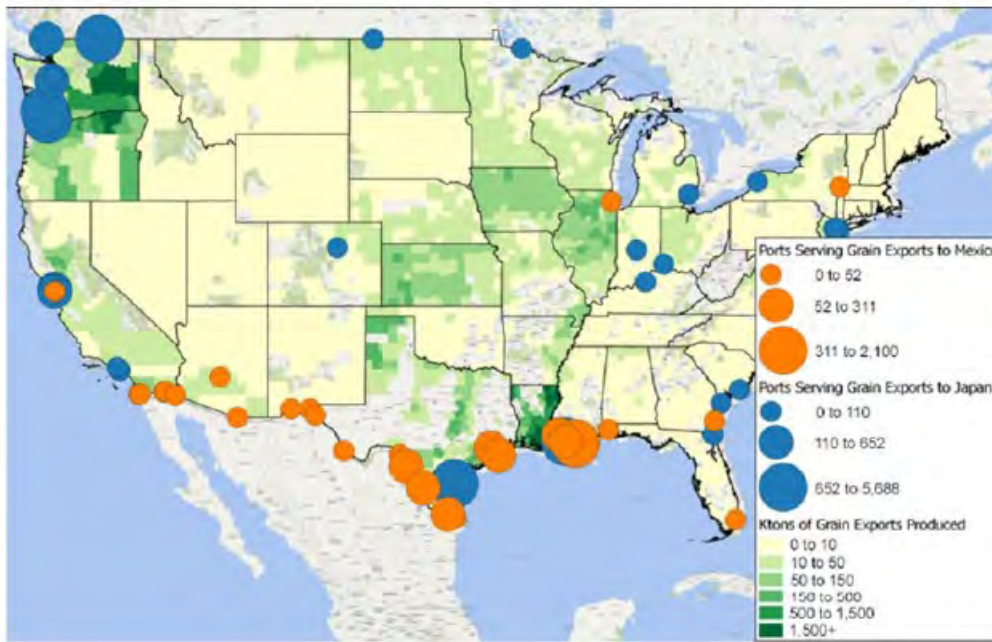 Ports Serving Grain Exports to Mexico
0 to 52
52 to 311
311 to 2,100
Ports Serving Grain Exports to Japan
0 to 110
110 to 652
652 to 5,688
Ktons of Grain Exports Produced
0 to 10
10 to 50
50 to 150
150 to 500
500 to 1,500
1,500+